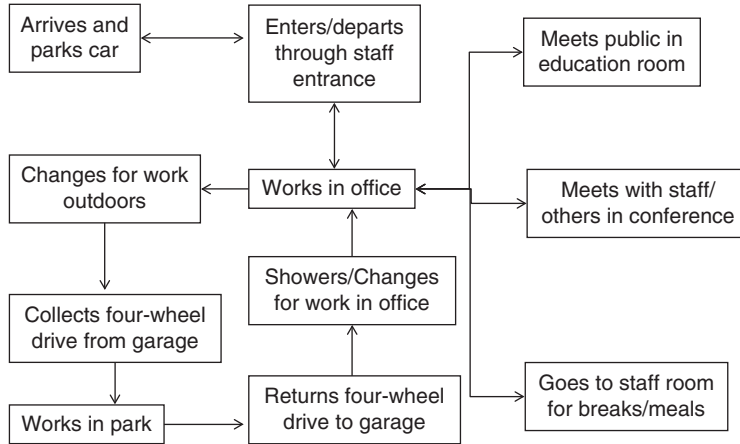 Arrives and
parks car
Enters/departs
through staff
entrance
Meets public in
education room
Changes for work
outdoors
Works in office
Meets with staff/
others in conference
Showers/Changes
for work in office
Collects four-wheel
drive from garage
Returns four-wheel
drive to garage
Goes to staff room
for breaks/meals
Works in park